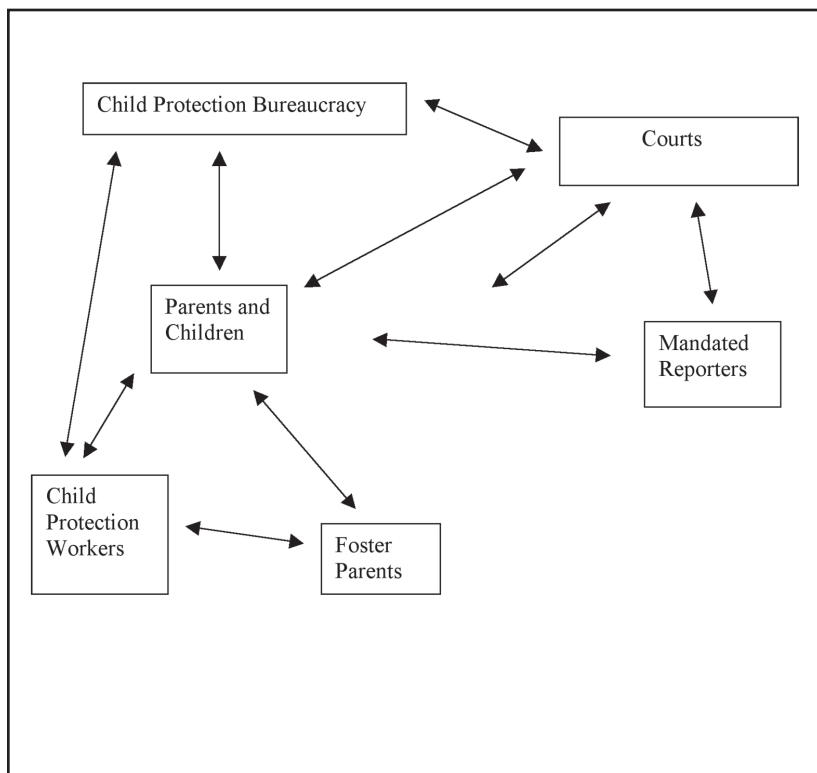 Child Protection Bureaucracy
Courts
Parents and
Children
Mandated
Reporters
Child
Protection
Workers
Foster
Parents